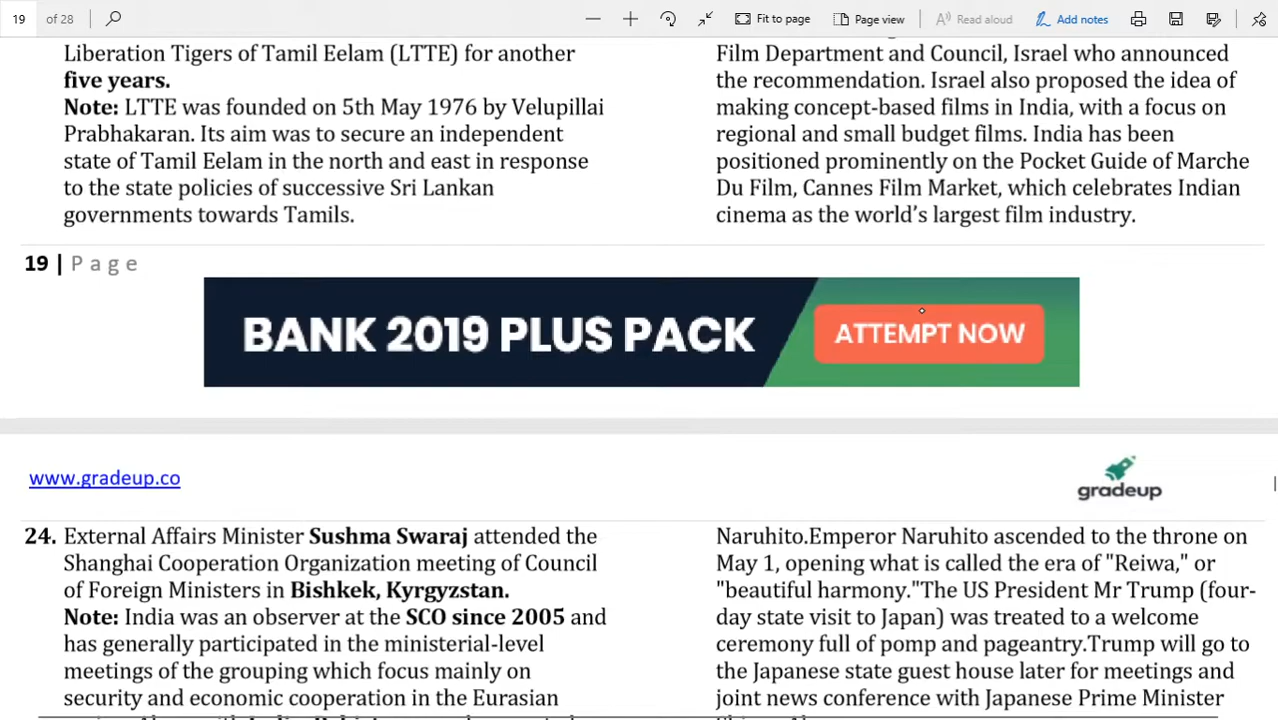 19 of 28 Fit to page Page view Read aloud Add notes
Liberation Tigers of Tamil Eelam (LTTE) for another
five years.
Note: LTTE was founded on 5th May 1976 by Velupillai
Prabhakaran. Its aim was to secure an independent
state of Tamil Eelam in the north and east in response
to the state policies of successive Sri Lankan
governments towards Tamils.
Film Department and Council, Israel who announced
the recommendation. Israel also proposed the idea of
making concept-based films in India, with a focus on
regional and small budget films. India has been
positioned prominently on the Pocket Guide of Marche
Du Film, Cannes Film Market, which celebrates Indian
cinema as the world's largest film industry.
19 | Page
BANK 2019 PLUS PACK ATTEMPT NOW
www.gradeup.co
gradeup
24. External Affairs Minister Sushma Swaraj attended the
Shanghai Cooperation Organization meeting of Council
of Foreign Ministers in Bishkek, Kyrgyzstan.
Note: India was an observer at the SCO since 2005 and
has generally participated in the ministerial-level
meetings of the grouping which focus mainly on
security and economic cooperation in the Eurasian
Naruhito.Emperor Naruhito ascended to the throne on
May 1, opening what is called the era of "Reiwa," or
"beautiful harmony."The US President Mr Trump (four-
day state visit to Japan) was treated to a welcome
ceremony full of pomp and pageantry.Trump will go to
the Japanese state guest house later for meetings and
joint news conference with Japanese Prime Minister